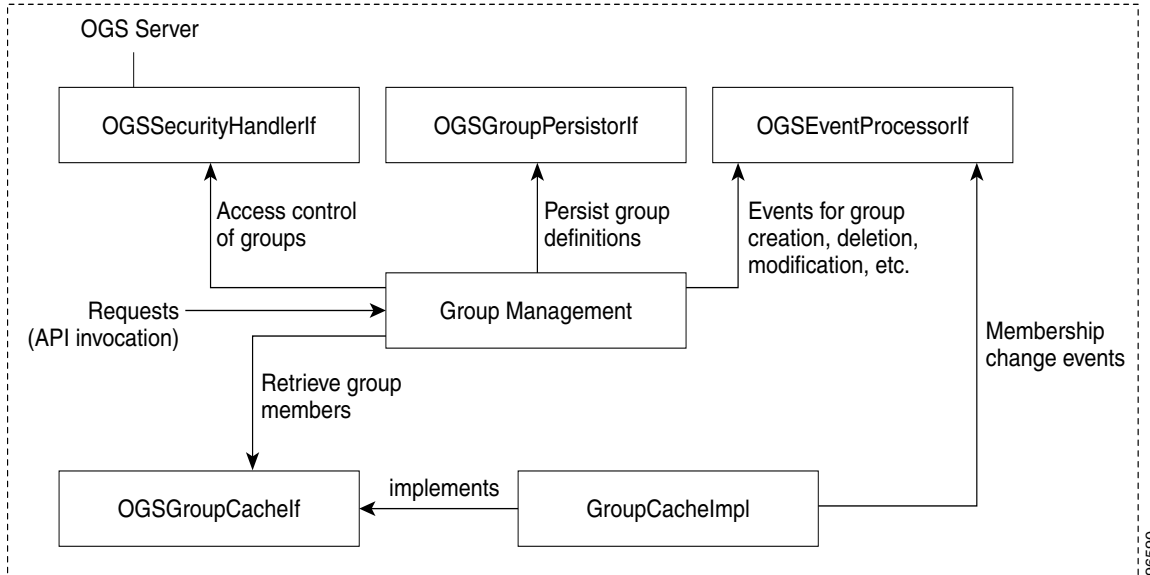 OGS Server
OGSSecurityHandlerIf
OGSGroupPersistorIf
OGSEventProcessorIf
Access control
of groups
Persist group
definitions
Events for group
creation, deletion,
modification, etc.
Requests
(API invocation)
Group Management
Membership
change events
Retrieve group
members
OGSGroupCacheIf
implements
GroupCacheImpl